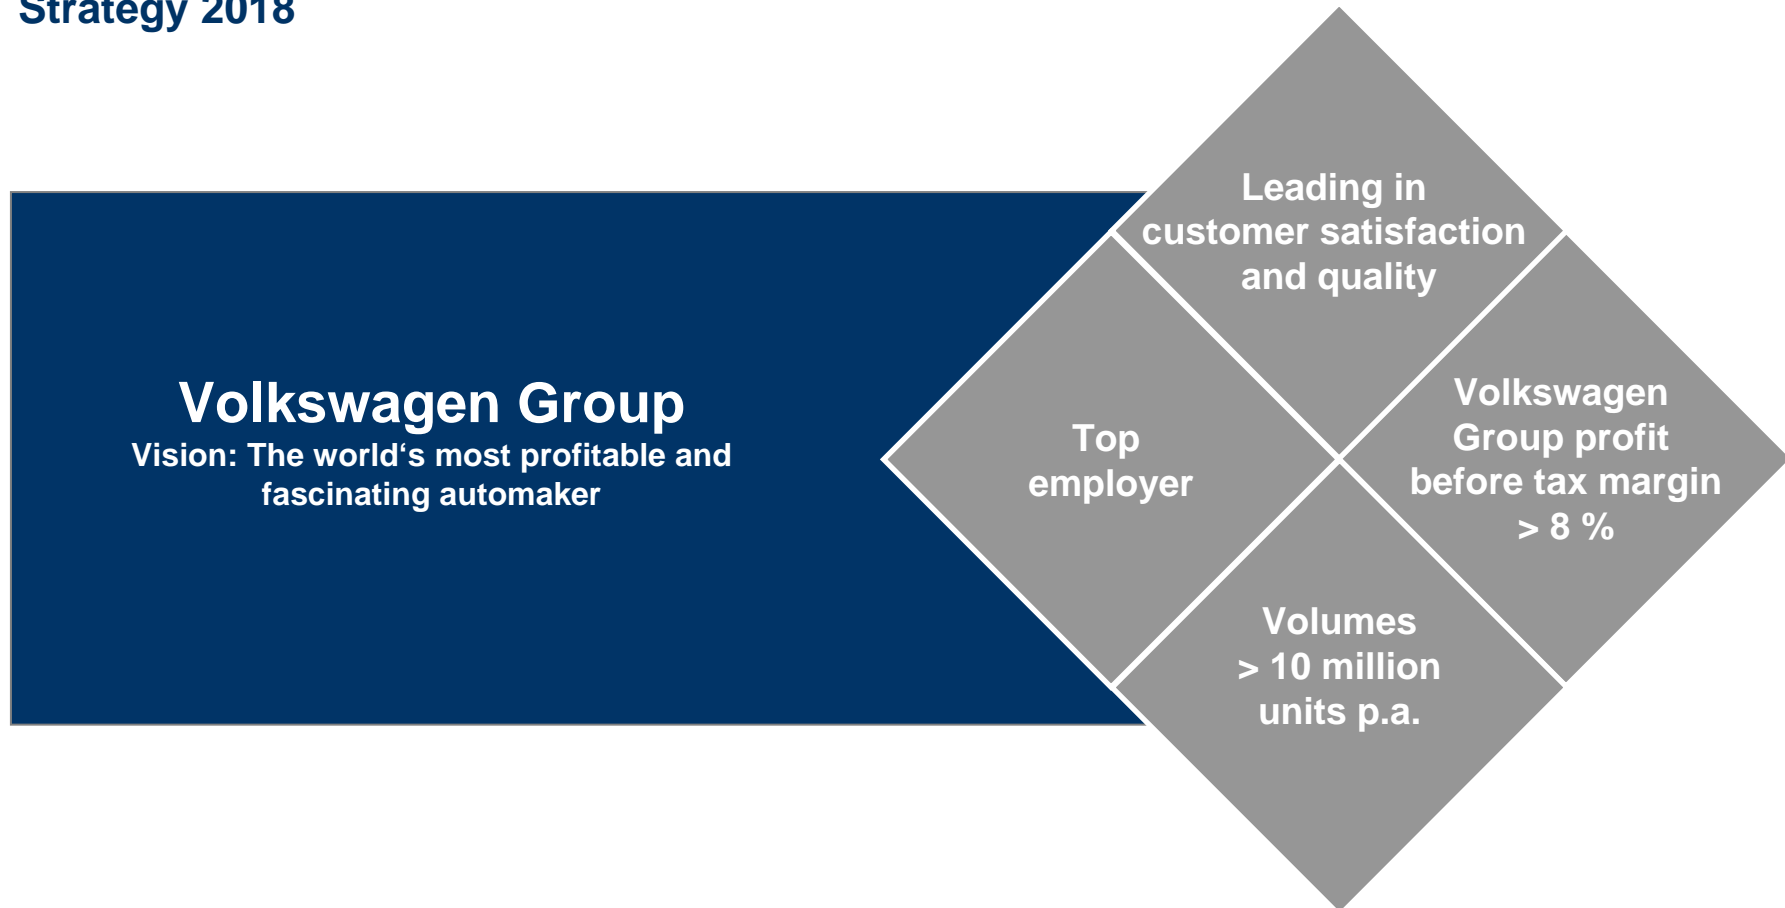 Strategy 2018
Leading in
customer satisfaction
and quality
Volkswagen Group
Vision: The world‘s most profitable and
fascinating automaker
Top
employer
Volkswagen
Group profit
before tax margin
> 8 %
Volumes
> 10 million
units p.a.